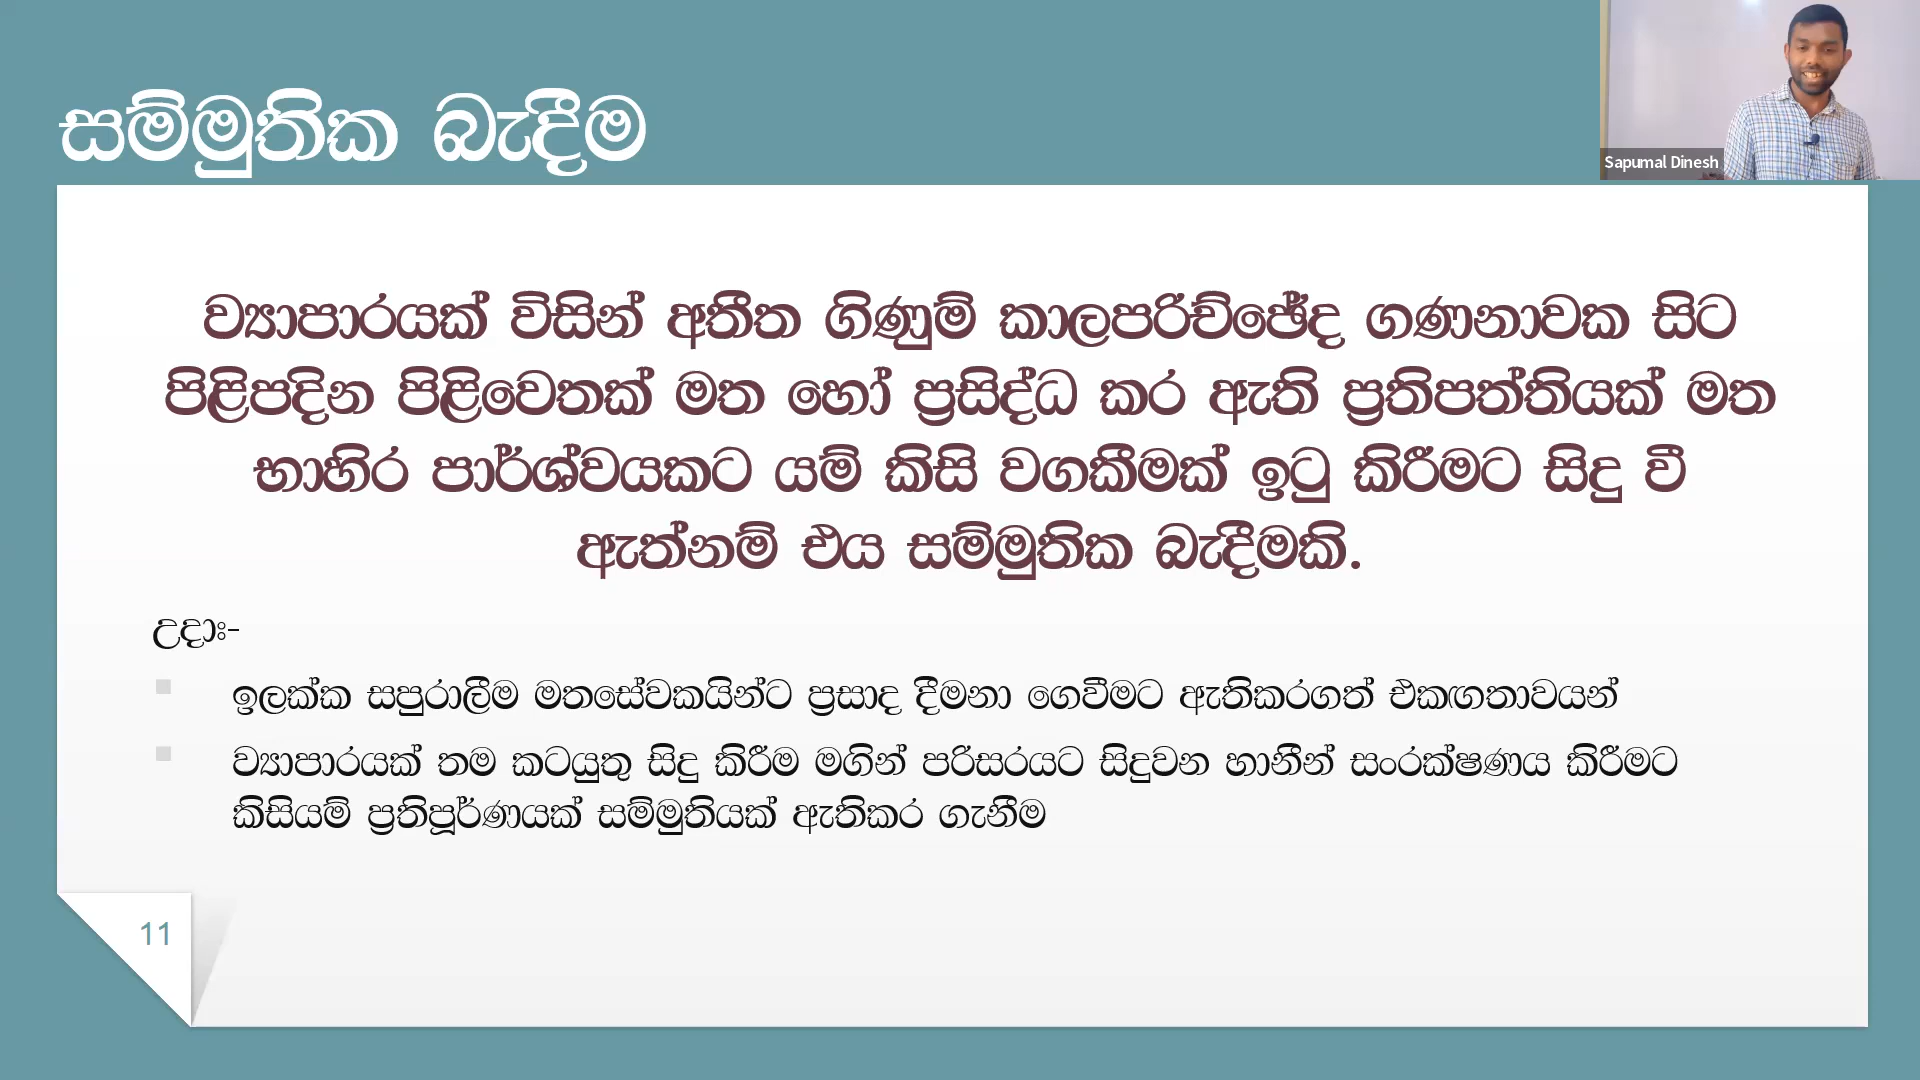 සම්මුතික බැදීම
Sapumal Dinesh
ව්‍යාපාරයක් විසින් අතීත ගිණුම් කාලපරිච්ඡේද ගණනාවක සිට
පිළිපදින පිළිවෙතක් මත හෝ ප්‍රසිද්ධ කර ඇති ප්‍රතිපත්තියක් මත
භාහිර පාර්ශ්වයකට යම් කිසි වගකීමක් ඉටු කිරීමට සිදු වී
ඇත්නම් එය සම්මුතික බැදීමකි.
උදාඃ-
ඉලක්ක සපුරාලීම මතසේවකයින්ට ප්‍රසාද දීමනා ගෙවීමට ඇතිකරගත් එකඟතාවයන්
ව්‍යාපාරයක් තම කටයුතු සිදු කිරීම මගින් පරිසරයට සිදුවන හානීන් සංරක්ෂණය කිරීමට
කිසියම් ප්‍රතිපූර්ණයක් සම්මුතියක් ඇතිකර ගැනීම
11